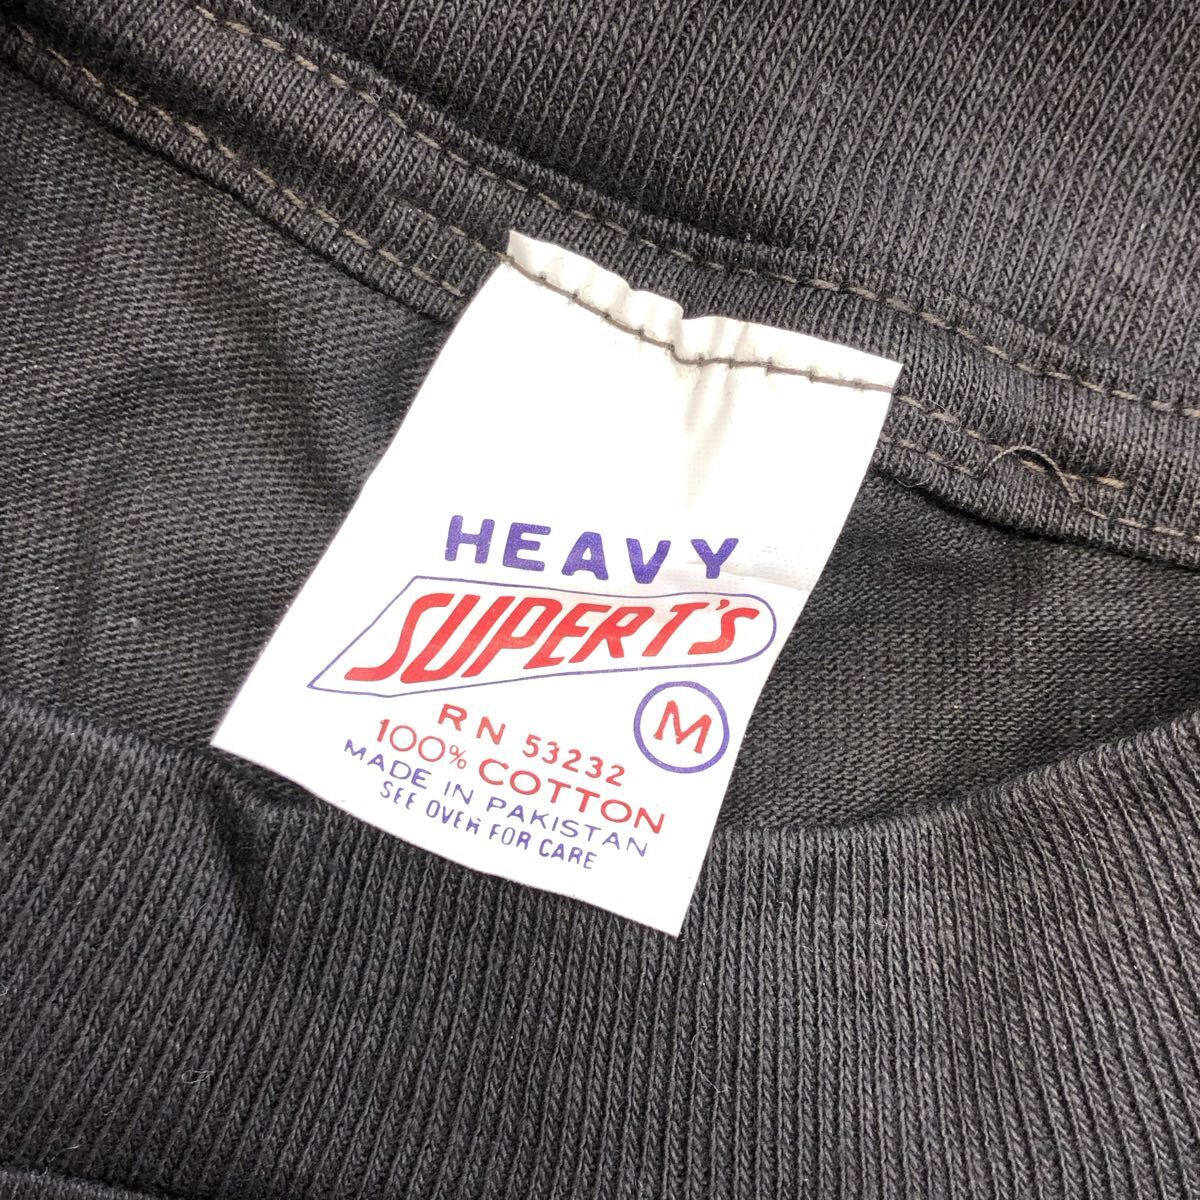 HEAVY
SUPERT'S
M
RN 53232
100% COTTON
MADE IN PAKISTAN
SEE OVER FOR CARE